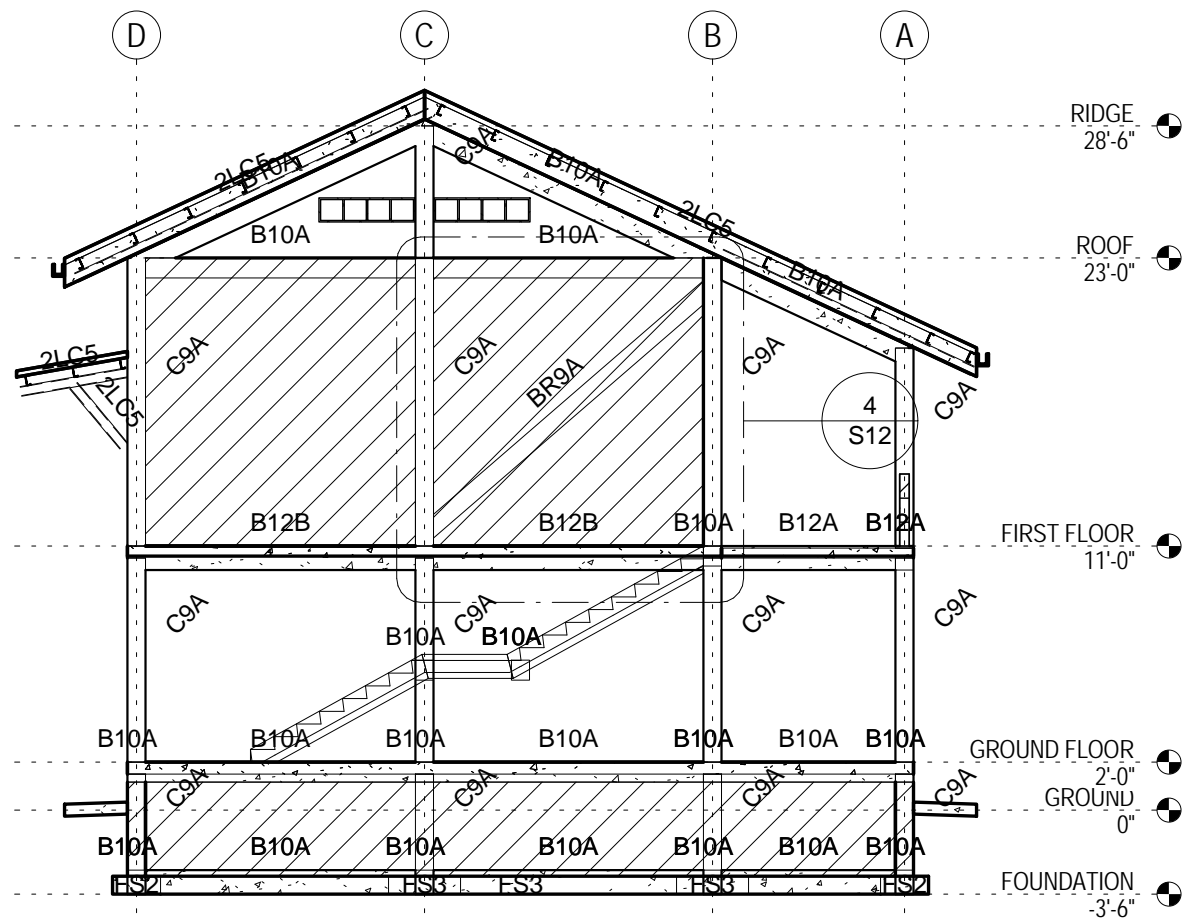 D C B A
RIDGE
28'-6"
C9A
2LC5 B10A B10A
2LC5
B10A B10A
ROOF
23'-0"
B10A
2LC5 C9A C9A C9A
BR9A
2LC5
C9A
4
S12
B12B B12B B10A B12A B12A
FIRST FLOOR
11'-0"
C9A C9A C9A C9A
B10A B10A
B10A B10A B10A B10A B10A B10A B10A
GROUND FLOOR
2'-0"
C9A C9A C9A C9A
GROUND
0"
B10A B10A B10A B10A B10A B10A B10A
FS2 FS3 FS3 FS3 FS2
FOUNDATION
-3'-6"